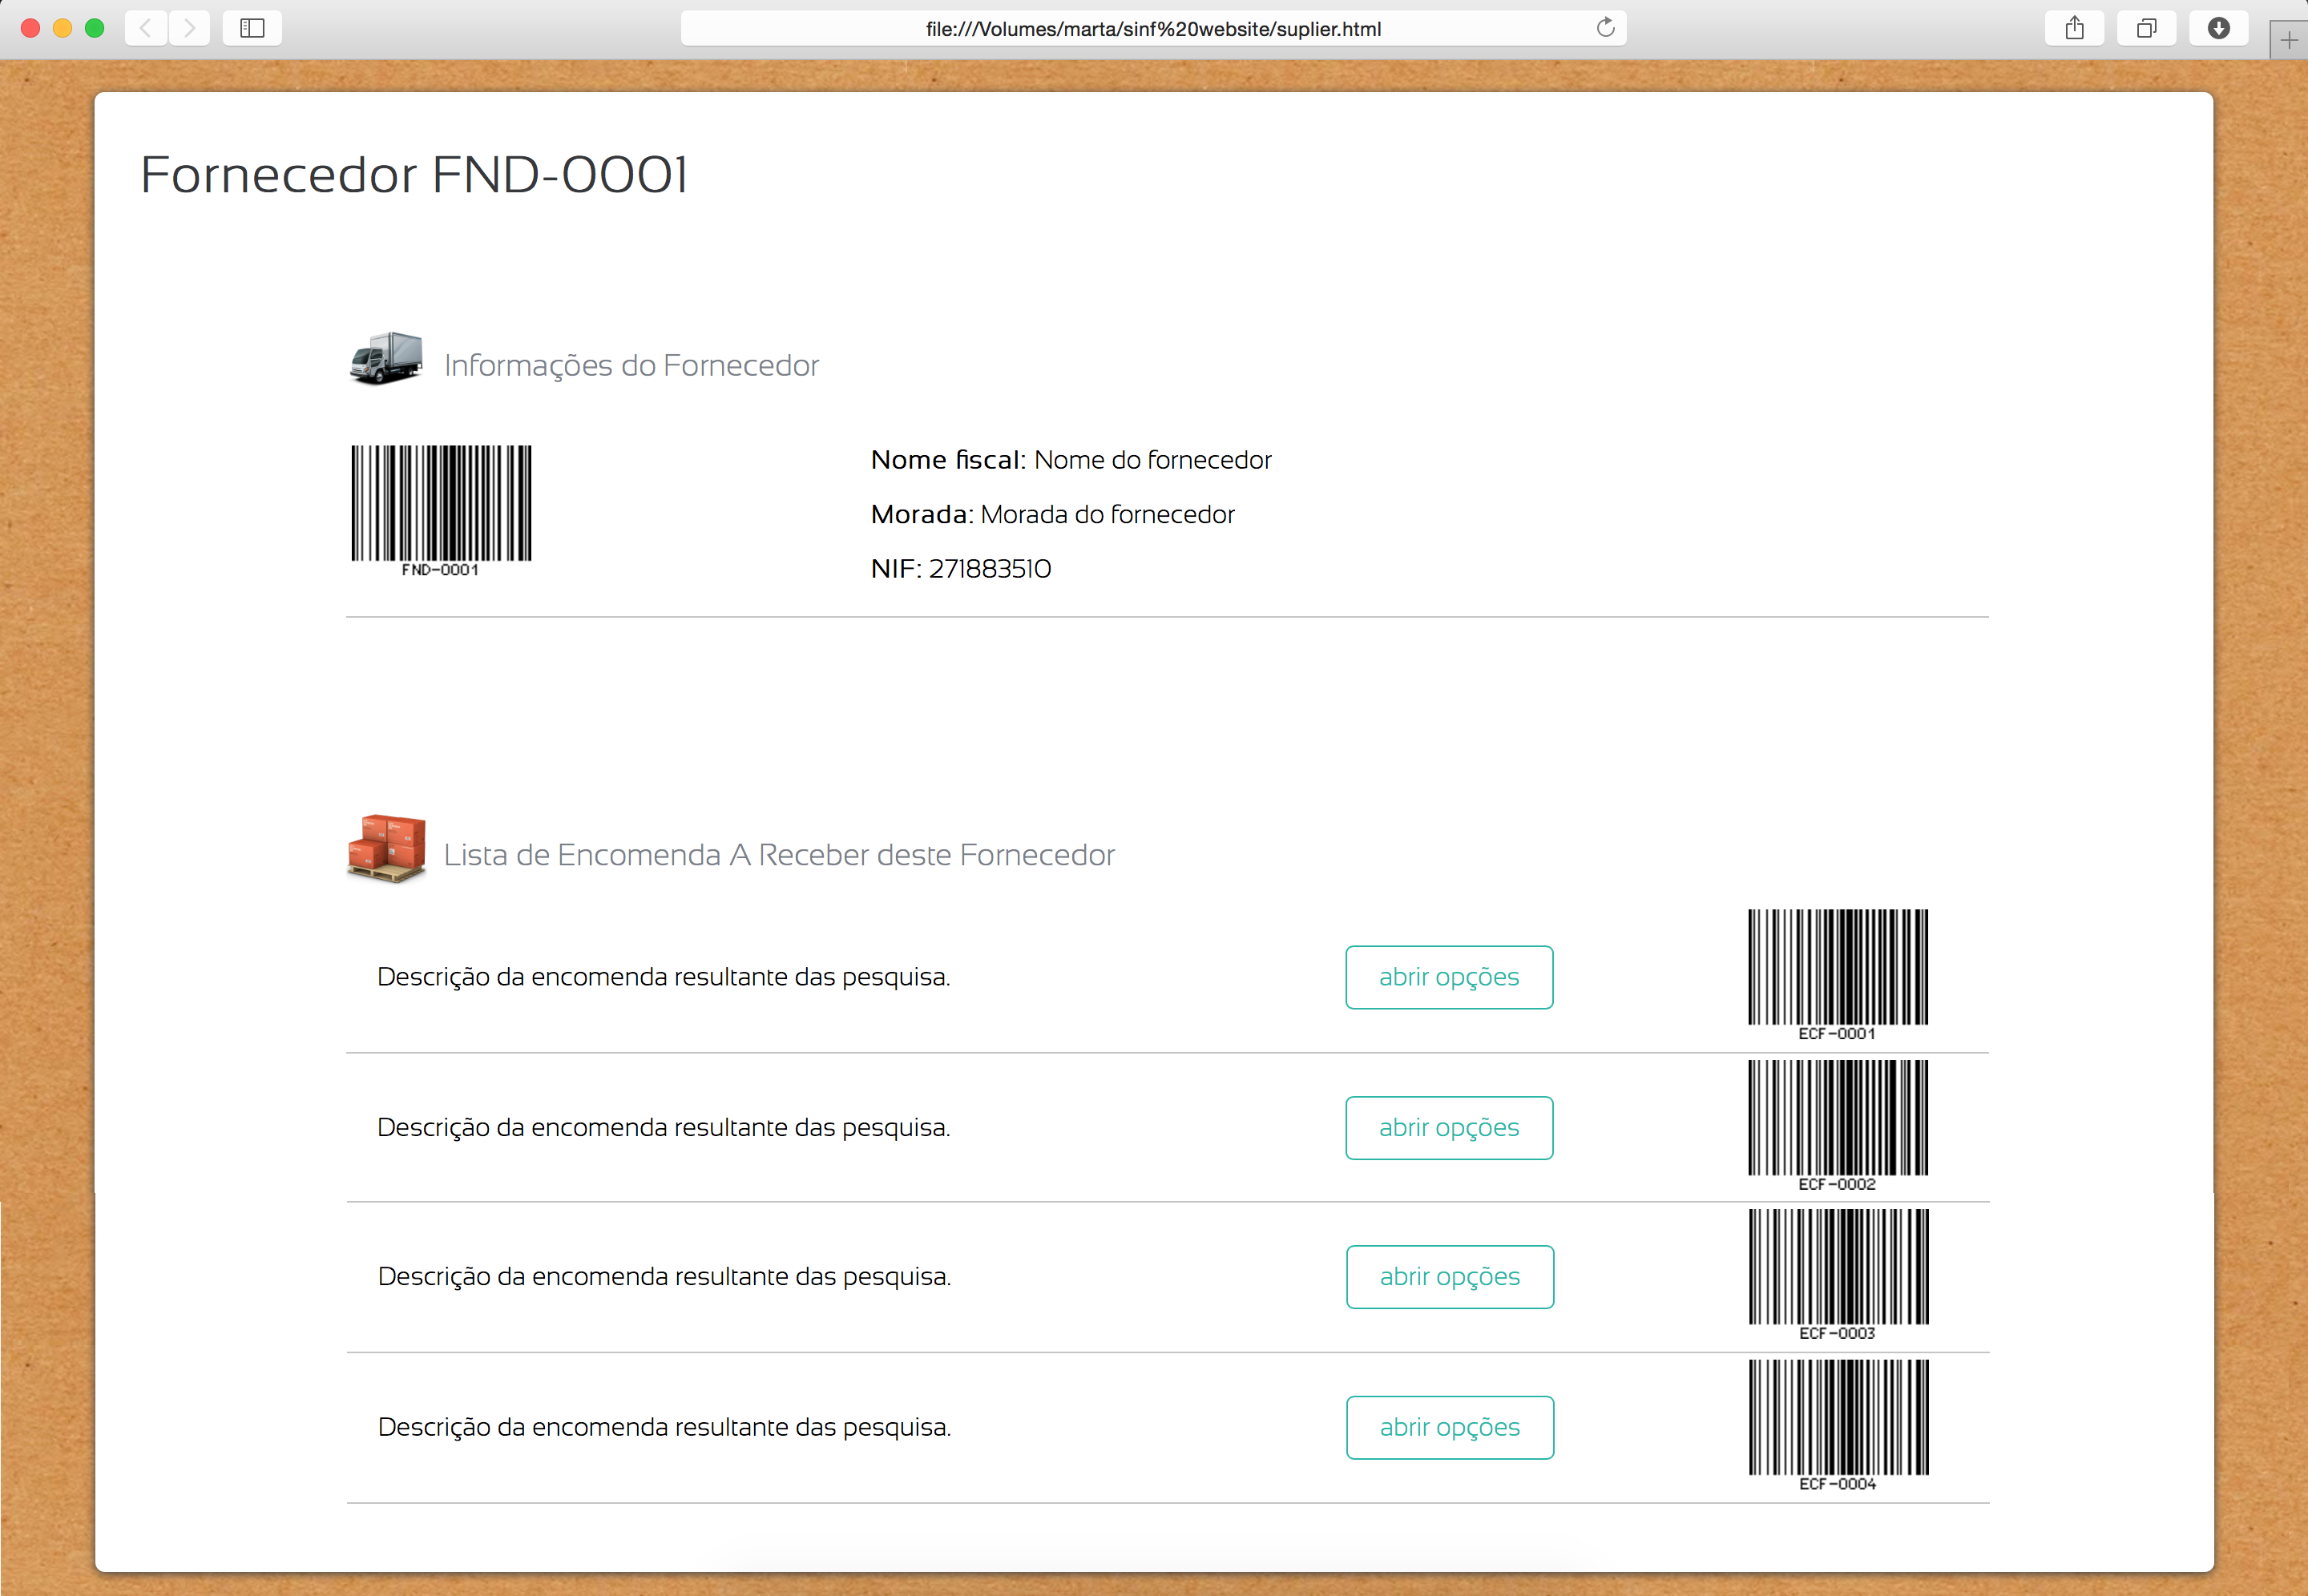 file:///Volumes/marta/sinf%20website/suplier.html
Fornecedor FND-0001
Informações do Fornecedor
FND-0001
Nome fiscal: Nome do fornecedor
Morada: Morada do fornecedor
NIF: 271883510
Lista de Encomenda A Receber deste Fornecedor
Descrição da encomenda resultante das pesquisa. abrir opções
ECF-0001
Descrição da encomenda resultante das pesquisa. abrir opções
ECF-0002
Descrição da encomenda resultante das pesquisa. abrir opções
ECF-0003
Descrição da encomenda resultante das pesquisa. abrir opções
ECF-0004